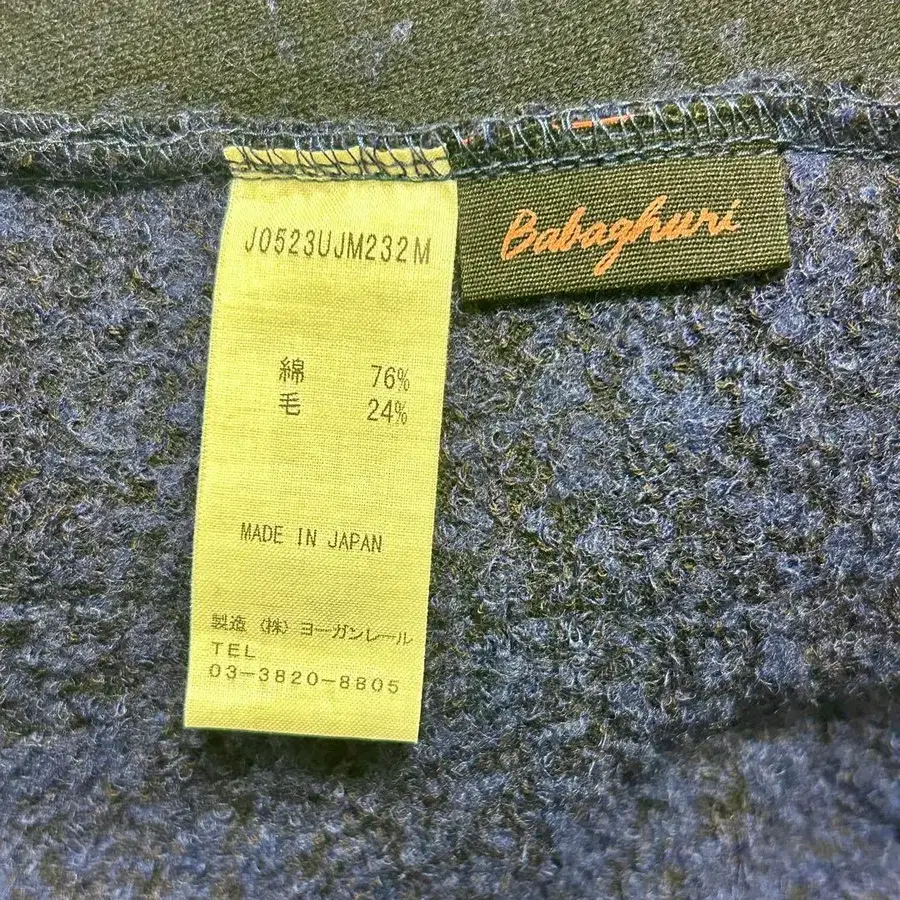 J0523UJM232M
Babaghuri
綿 76%
毛 24%
MADE IN JAPAN
製造 (株) ヨーガンレール
TEL
03-3820-8805